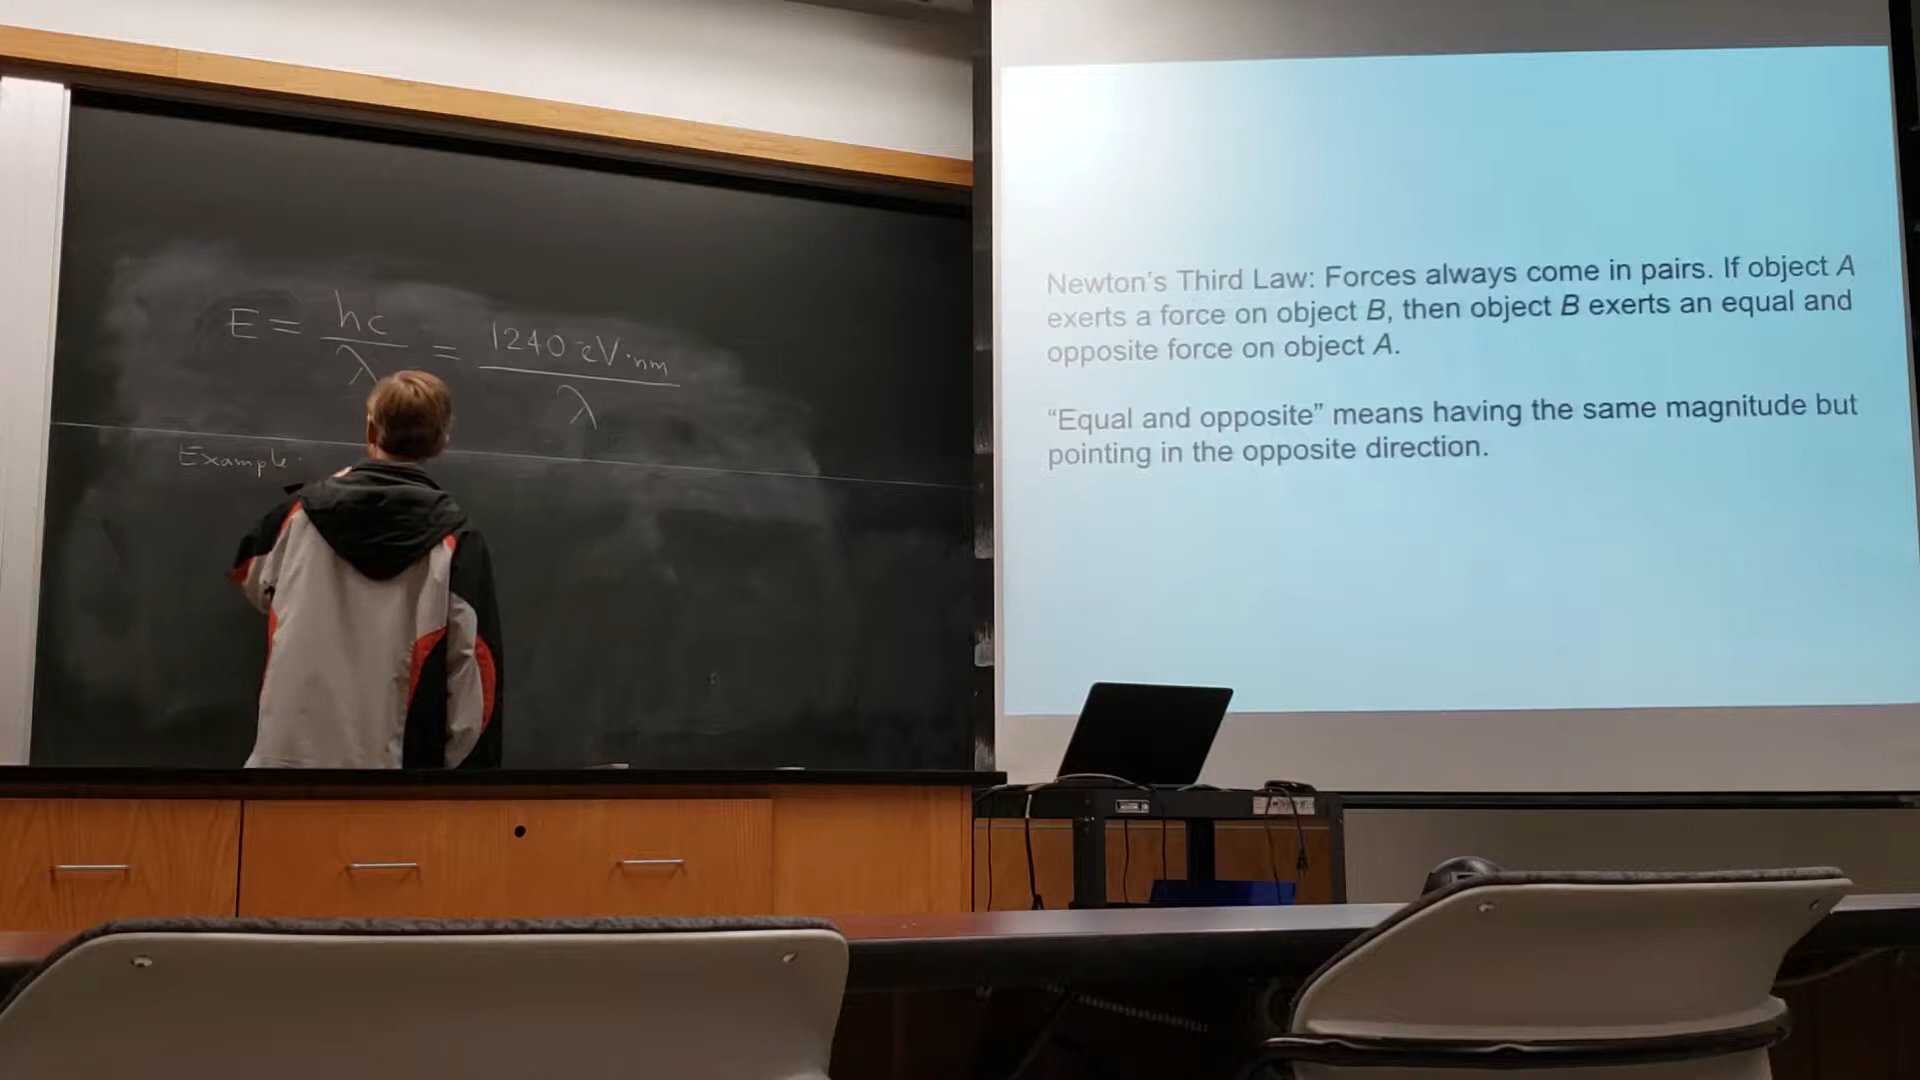 E = hc/λ = 1240 eV·nm/λ
Example:
Newton's Third Law: Forces always come in pairs. If object A
exerts a force on object B, then object B exerts an equal and
opposite force on object A.
“Equal and opposite” means having the same magnitude but
pointing in the opposite direction.